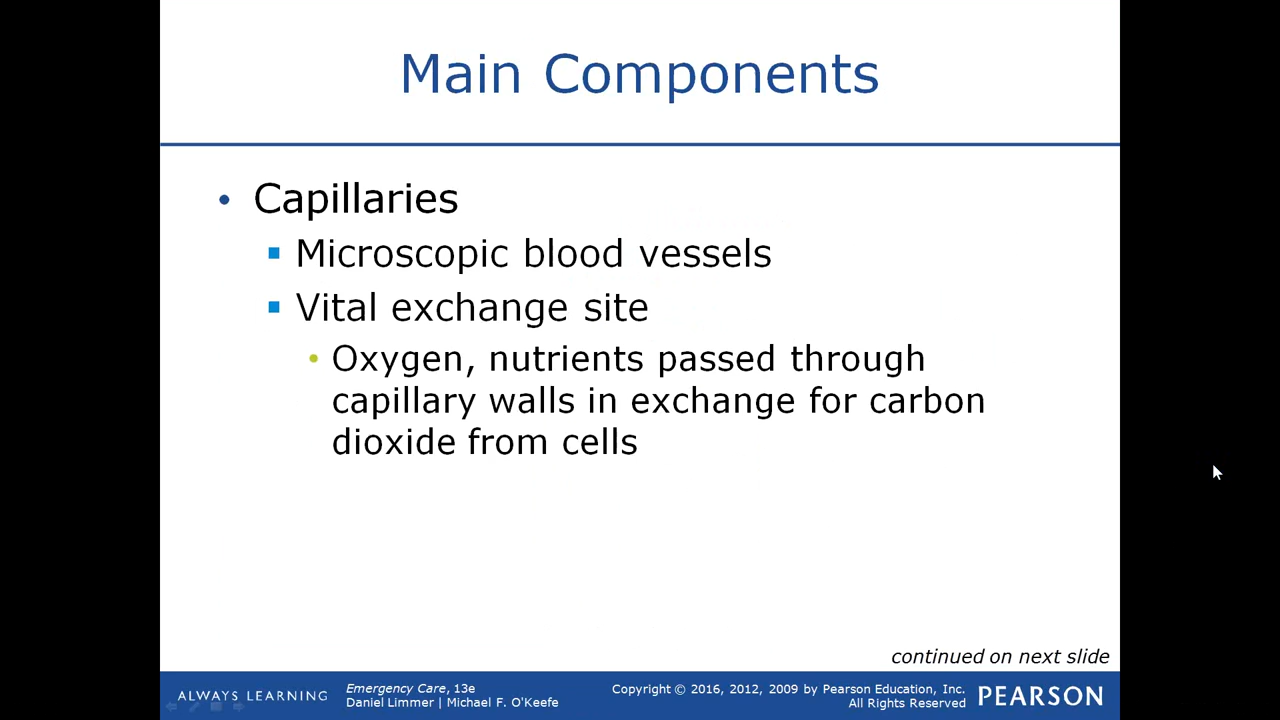 Main Components
• Capillaries
▪ Microscopic blood vessels
▪ Vital exchange site
• Oxygen, nutrients passed through
capillary walls in exchange for carbon
dioxide from cells
continued on next slide
ALWAYS LEARNING
Emergency Care, 13e
Daniel Limmer | Michael F. O'Keefe
Copyright © 2016, 2012, 2009 by Pearson Education, Inc.
All Rights Reserved
PEARSON